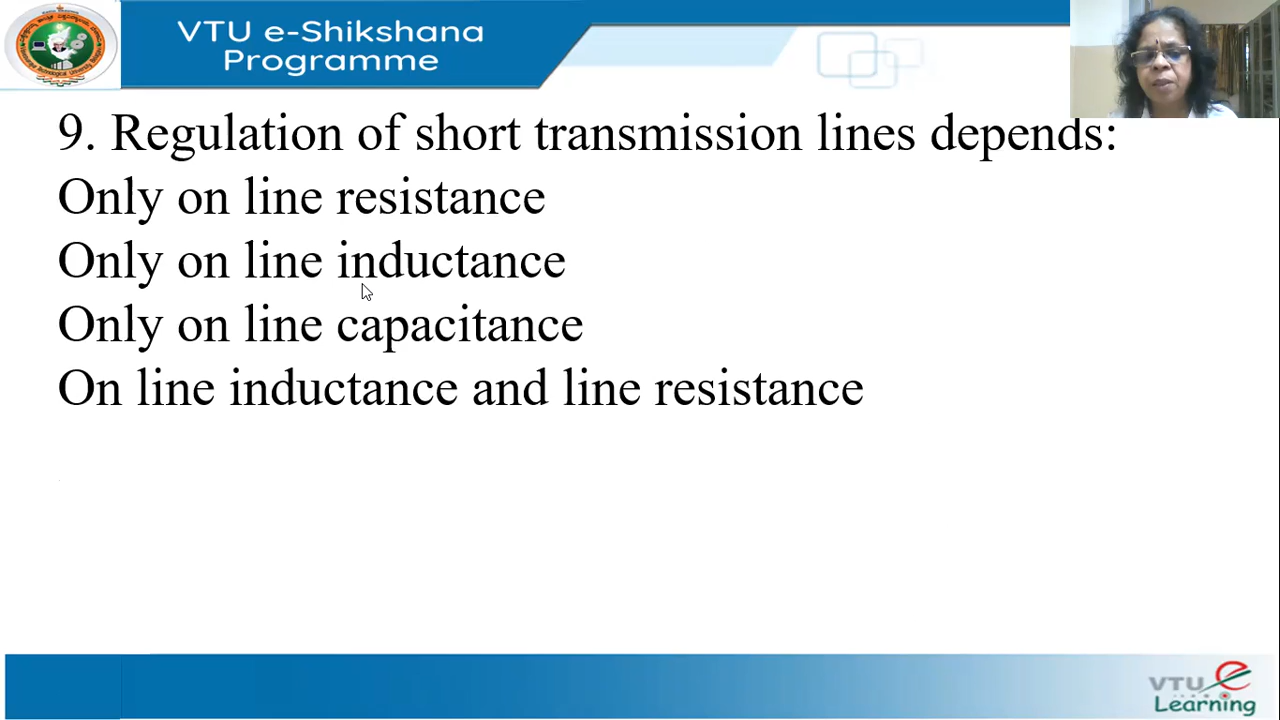 VTU e-Shikshana
Programme
9. Regulation of short transmission lines depends:
Only on line resistance
Only on line inductance
Only on line capacitance
On line inductance and line resistance
VTU e
Learning